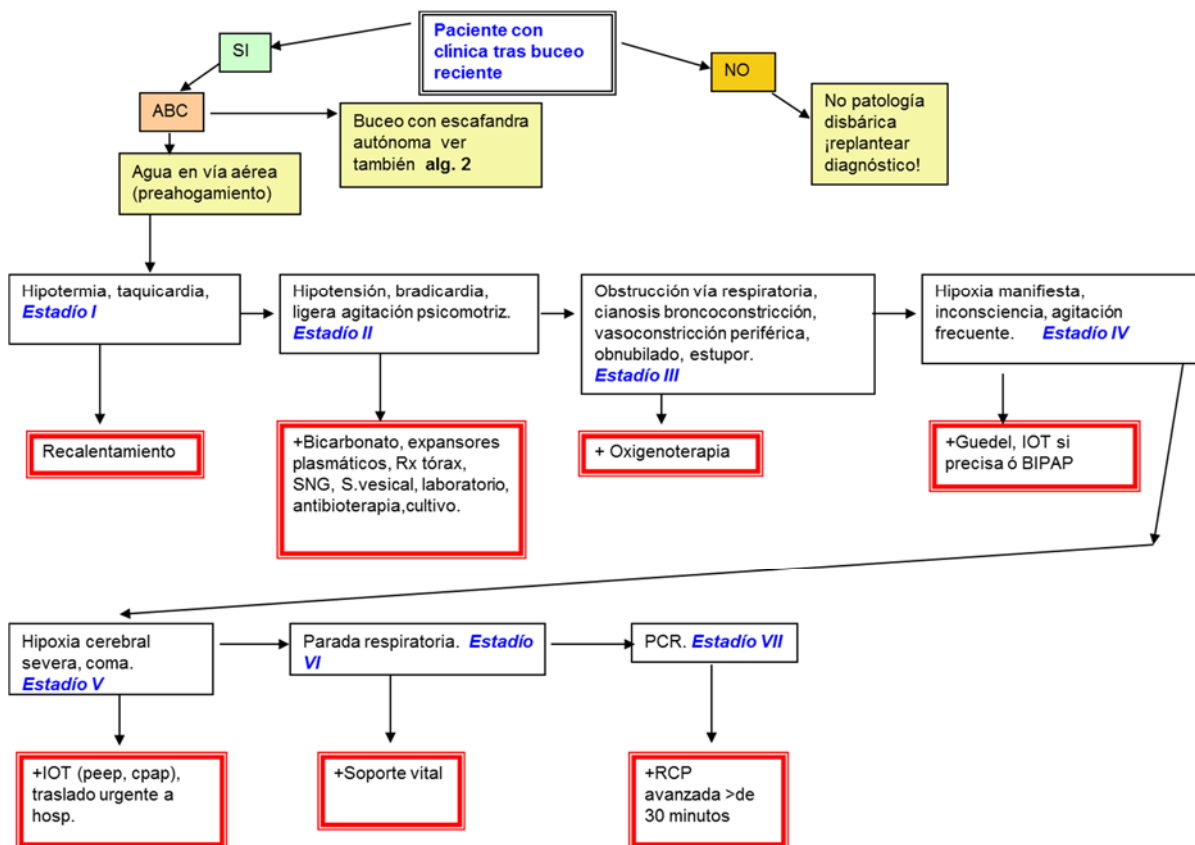 Paciente con
clínica tras buceo
reciente
SI
NO
ABC
Buceo con escafandra
autónoma ver
también alg. 2
No patología
disbárica
¡replantear
diagnóstico!
Agua en vía aérea
(preahogamiento)
Hipotermia, taquicardia,
Estadío I
Hipotensión, bradicardia,
ligera agitación psicomotriz.
Estadío II
Obstrucción vía respiratoria,
cianosis broncoconstricción,
vasoconstricción periférica,
obnubilado, estupor.
Estadío III
Hipoxia manifiesta,
inconsciencia, agitación
frecuente. Estadío IV
Recalentamiento
+Bicarbonato, expansores
plasmáticos, Rx tórax,
SNG, S.vesical, laboratorio,
antibioterapia,cultivo.
+ Oxigenoterapia
+Guedel, IOT si
precisa ó BIPAP
Hipoxia cerebral
severa, coma.
Estadío V
Parada respiratoria. Estadío
VI
PCR. Estadío VII
+IOT (peep, cpap),
traslado urgente a
hosp.
+Soporte vital
+RCP
avanzada >de
30 minutos